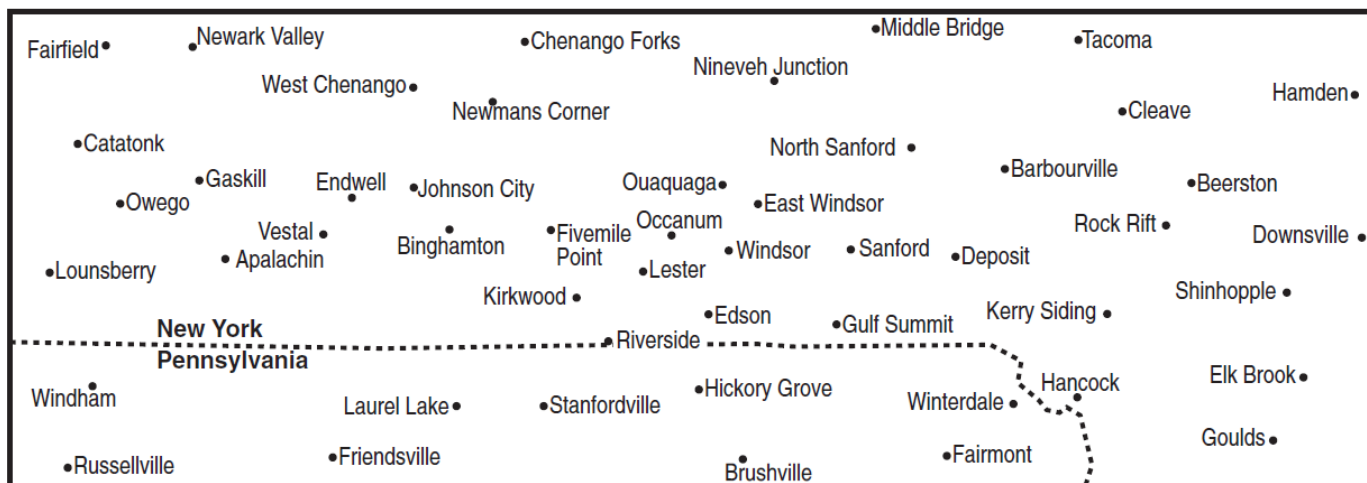 Fairfield
Newark Valley
Chenango Forks
Middle Bridge
Tacoma
West Chenango
Nineveh Junction
Newmans Corner
Cleave
Hamden
Catatonk
North Sanford
Gaskill
Endwell
Johnson City
Ouaquaga
Barbourville
Beerston
Owego
East Windsor
Vestal
Binghamton
Fivemile
Point
Occanum
Rock Rift
Downsville
Lounsberry
Apalachin
Lester
Windsor
Sanford
Deposit
Kirkwood
Shinhopple
Edson
Gulf Summit
Kerry Siding
New York
Riverside
Pennsylvania
Windham
Laurel Lake
Stanfordville
Hickory Grove
Winterdale
Hancock
Elk Brook
Russellville
Friendsville
Brushville
Fairmont
Goulds